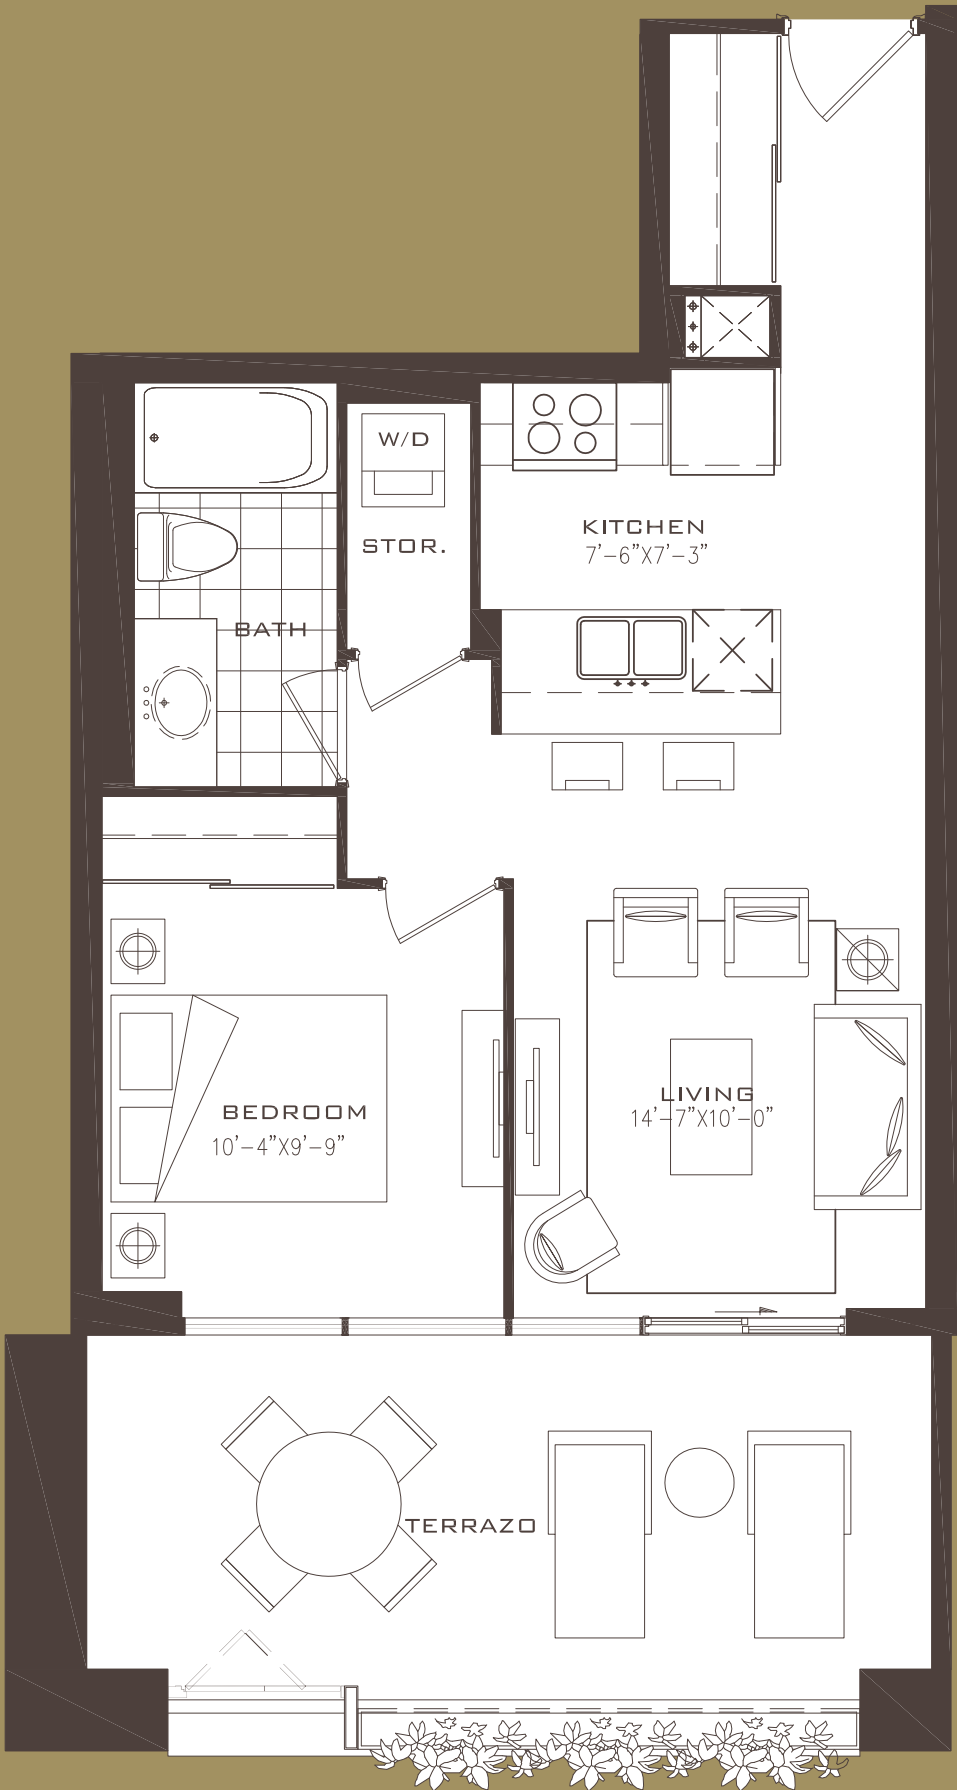 W/D
STOR.
KITCHEN
7'-6"X7'-3"
BATH
BEDROOM
10'-4"X9'-9"
LIVING
14'-7"X10'-0"
TERRAZO